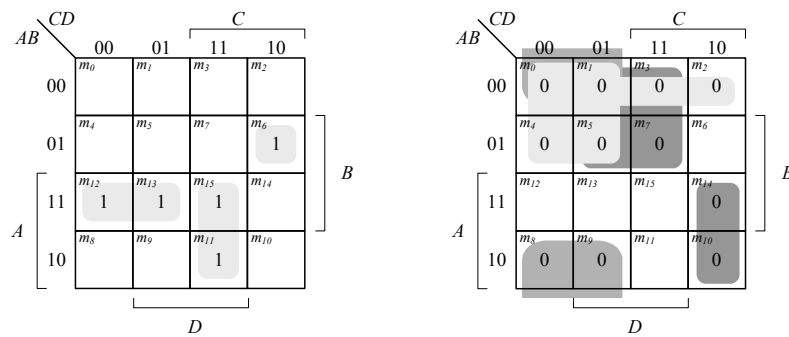 CD
C
AB
00 01 11 10
m0 m1 m3 m2
00
m4 m5 m7 m6
01 1
B
m12 m13 m15 m14
11 1 1 1
A
m8 m9 m11 m10
10 1
D
CD
C
AB
00 01 11 10
m0 m1 m3 m2
00 0 0 0 0
m4 m5 m7 m6
01 0 0 0
B
m12 m13 m15 m14
11 0
A
m8 m9 m11 m10
10 0 0 0
D